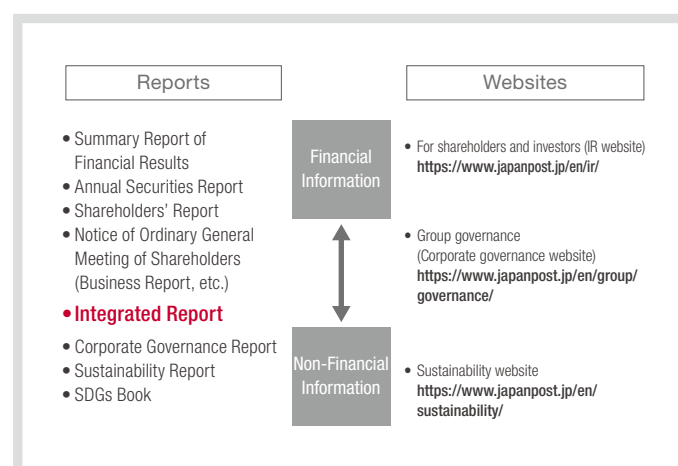 Reports
• Summary Report of
Financial Results
• Annual Securities Report
• Shareholders' Report
• Notice of Ordinary General
Meeting of Shareholders
(Business Report, etc.)
• Integrated Report
• Corporate Governance Report
• Sustainability Report
• SDGs Book
Financial
Information
Non-Financial
Information
Websites
• For shareholders and investors (IR website)
https://www.japanpost.jp/en/ir/
• Group governance
(Corporate governance website)
https://www.japanpost.jp/en/group/
governance/
• Sustainability website
https://www.japanpost.jp/en/
sustainability/